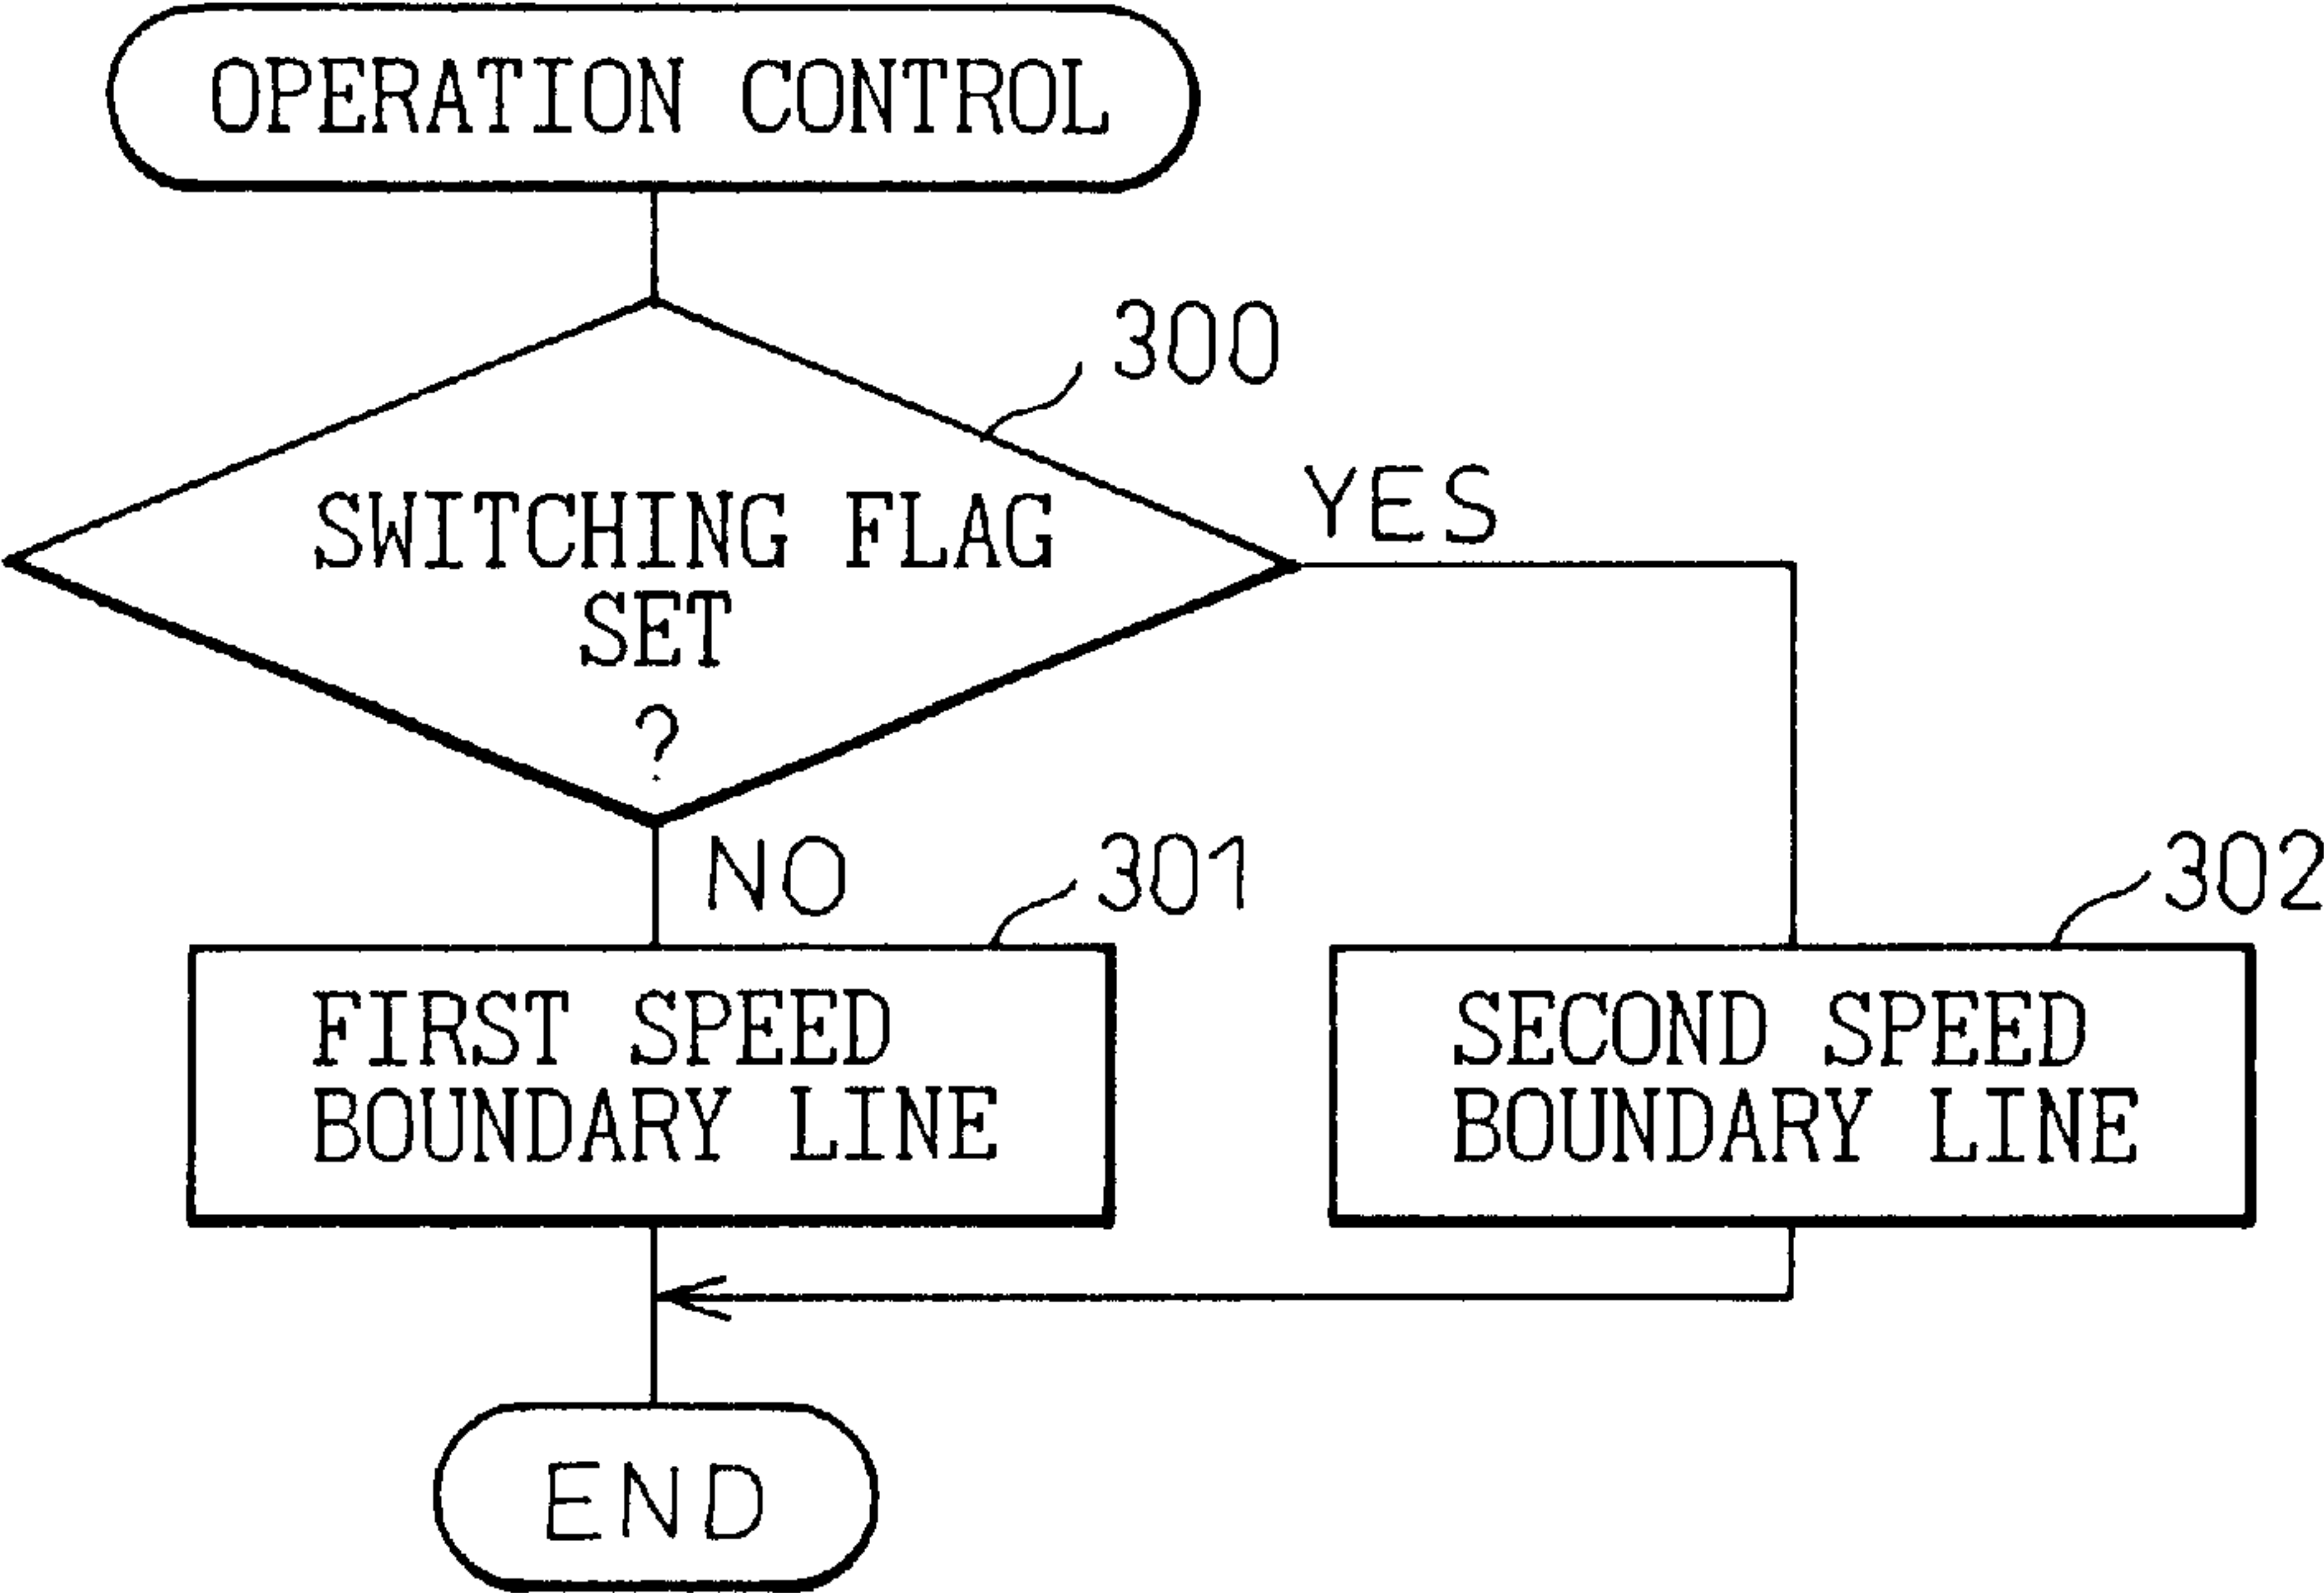 OPERATION CONTROL
300
SWITCHING FLAG
SET
?
YES
NO
301
302
FIRST SPEED
BOUNDARY LINE
SECOND SPEED
BOUNDARY LINE
END